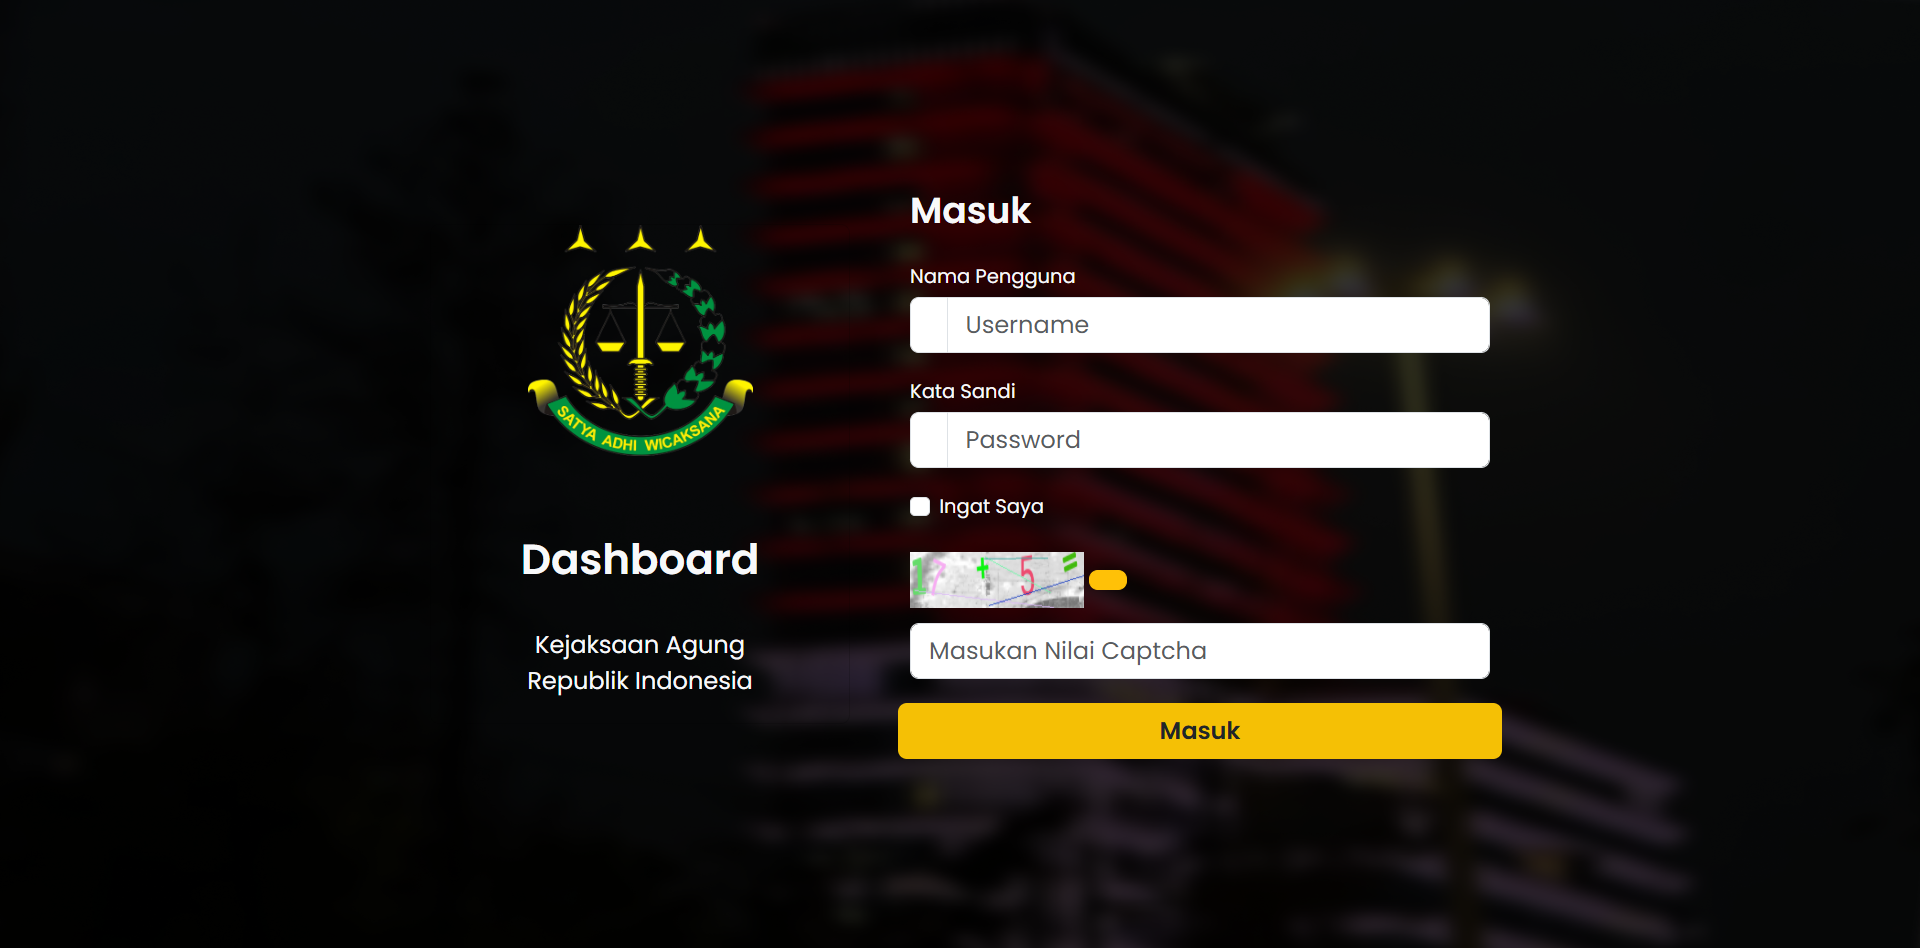 SATYA ADHI WICAKSANA
Dashboard
Kejaksaan Agung
Republik Indonesia
Masuk
Nama Pengguna
Username
Kata Sandi
Password
Ingat Saya
17 + 5 =
Masukan Nilai Captcha
Masuk